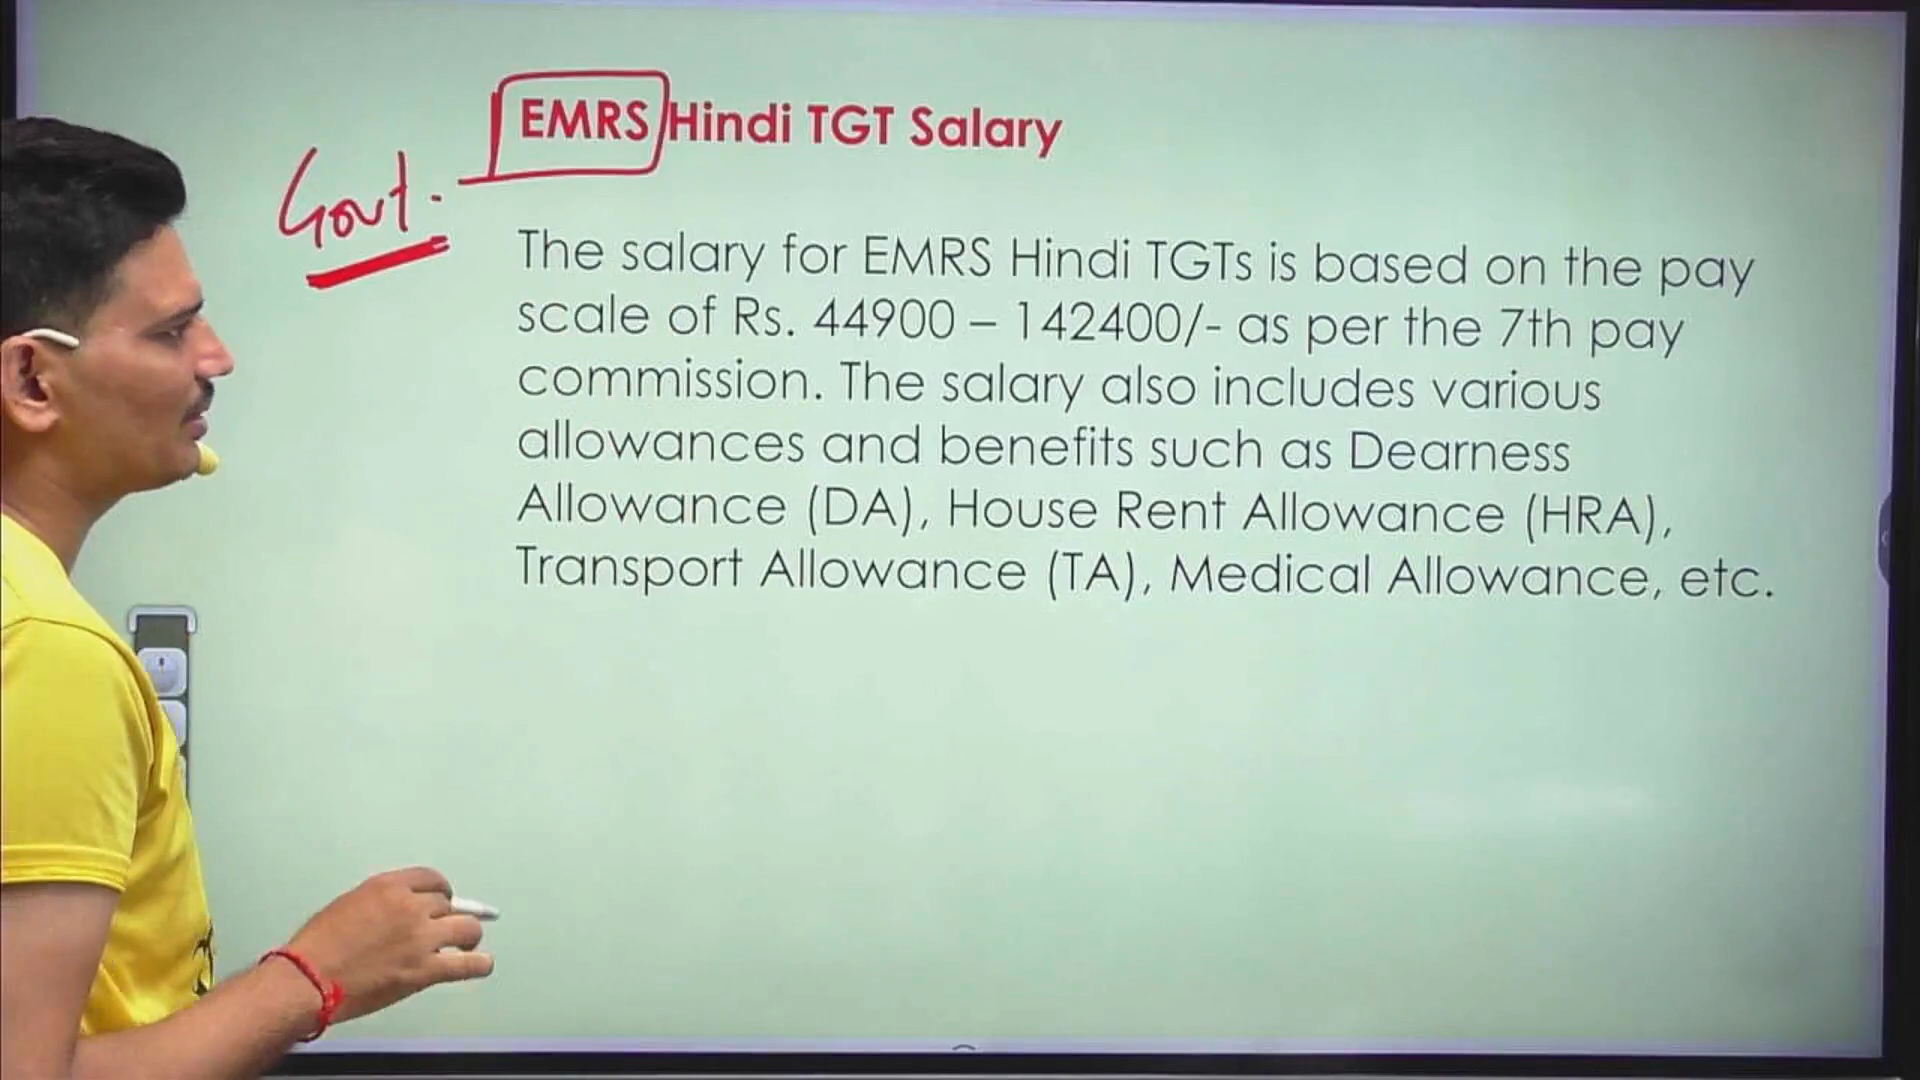 EMRS Hindi TGT Salary
Govt.
The salary for EMRS Hindi TGTs is based on the pay
scale of Rs. 44900 – 142400/- as per the 7th pay
commission. The salary also includes various
allowances and benefits such as Dearness
Allowance (DA), House Rent Allowance (HRA),
Transport Allowance (TA), Medical Allowance, etc.